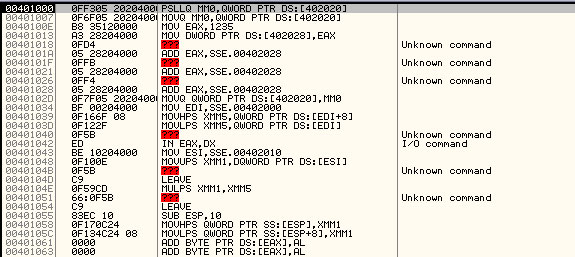 00401000 0FF305 20204000 PSLLQ MM0,QWORD PTR DS:[402020]
00401007 0F6F05 20204000 MOVQ MM0,QWORD PTR DS:[402020]
0040100E B8 35120000 MOV EAX,1235
00401013 A3 28204000 MOV DWORD PTR DS:[402028],EAX
00401018 0FD4 ??? Unknown command
0040101A 05 28204000 ADD EAX,SSE.00402028
0040101F 0FFB ??? Unknown command
00401021 05 28204000 ADD EAX,SSE.00402028
00401026 0FF4 ??? Unknown command
00401028 05 28204000 ADD EAX,SSE.00402028
0040102D 0F7F05 20204000 MOVQ QWORD PTR DS:[402020],MM0
00401034 BF 00204000 MOV EDI,SSE.00402000
00401039 0F166F 08 MOVHPS XMM5,QWORD PTR DS:[EDI+8]
0040103D 0F122F MOVLPS XMM5,QWORD PTR DS:[EDI]
00401040 0F5B ??? Unknown command
00401042 ED IN EAX,DX I/O command
00401043 BE 10204000 MOV ESI,SSE.00402010
00401048 0F100E MOVUPS XMM1,DQWORD PTR DS:[ESI]
0040104B 0F5B ??? Unknown command
0040104D C9 LEAVE
0040104E 0F59CD MULPS XMM1,XMM5
00401051 66:0F5B ??? Unknown command
00401054 C9 LEAVE
00401055 83EC 10 SUB ESP,10
00401058 0F170C24 MOVHPS QWORD PTR SS:[ESP],XMM1
0040105C 0F134C24 08 MOVLPS QWORD PTR SS:[ESP+8],XMM1
00401061 0000 ADD BYTE PTR DS:[EAX],AL
00401063 0000 ADD BYTE PTR DS:[EAX],AL